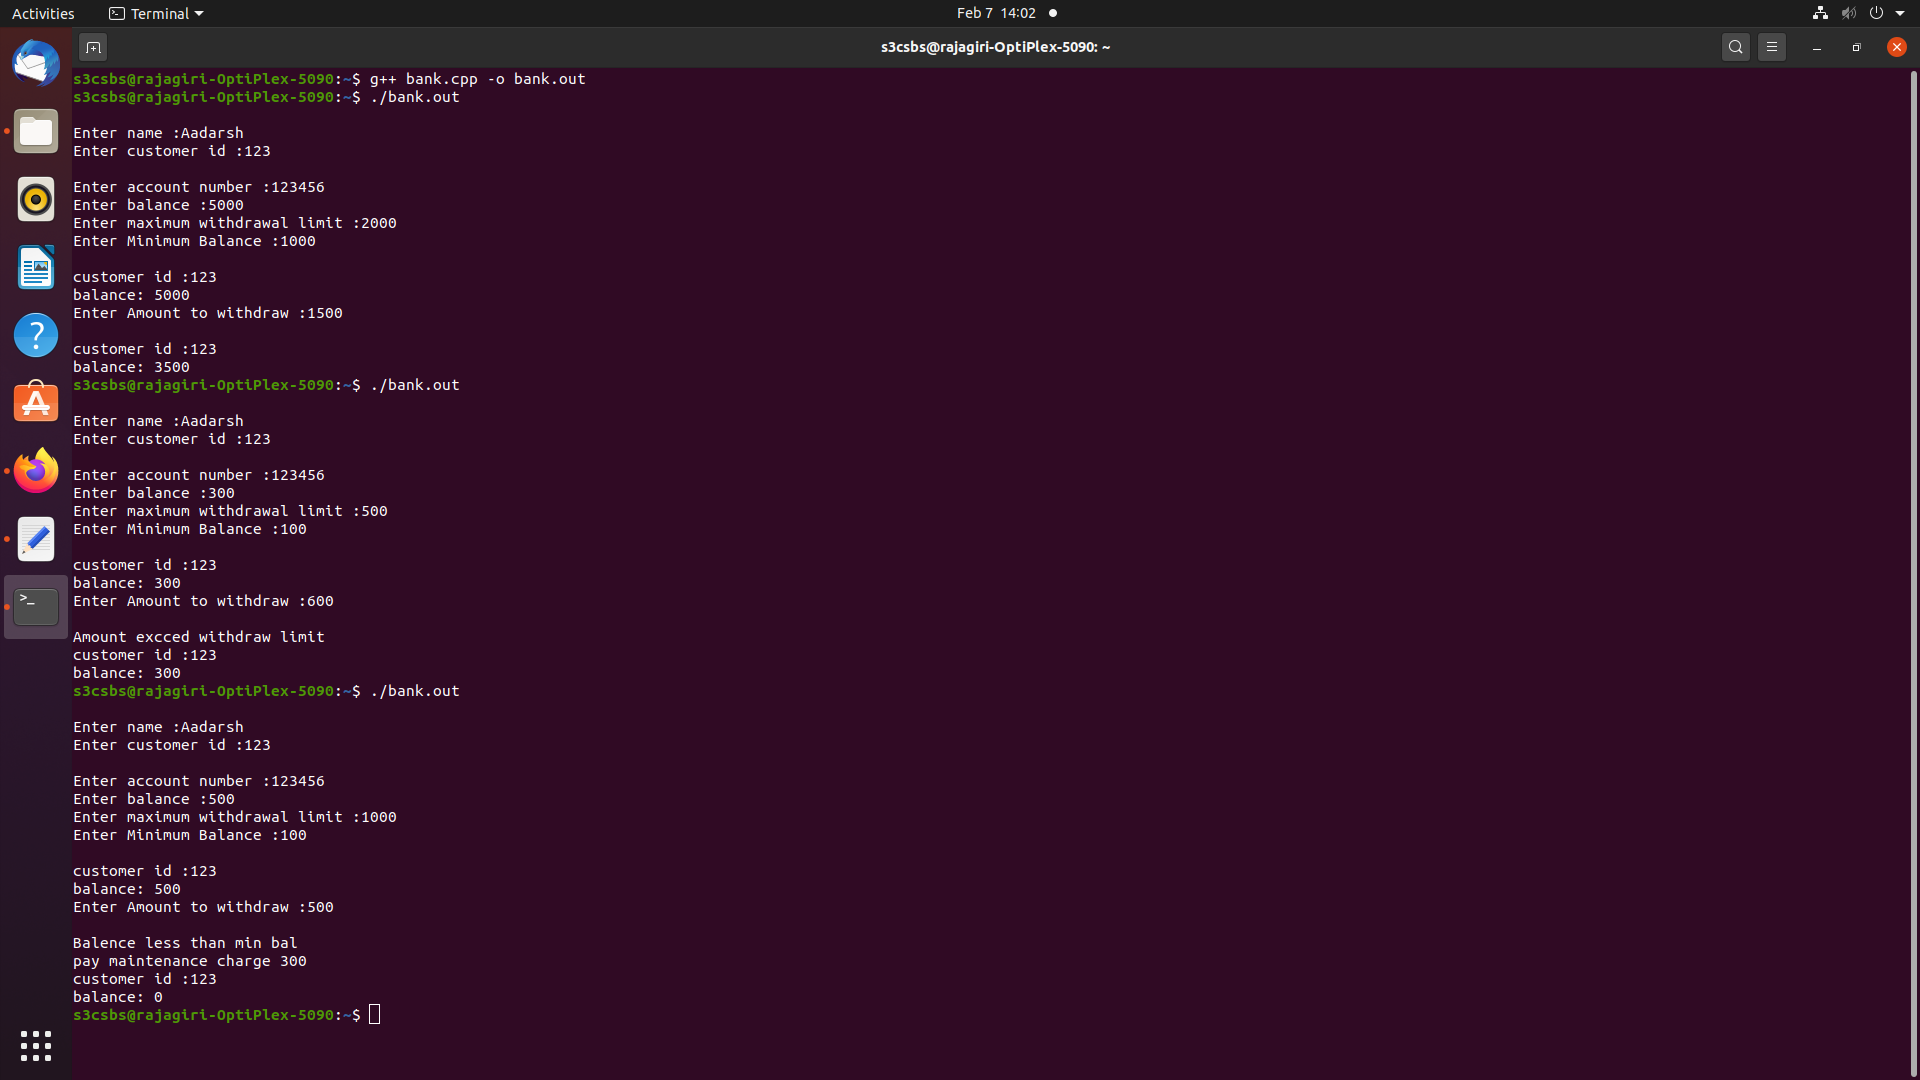 Activities Terminal Feb 7 14:02
s3csbs@rajagiri-OptiPlex-5090: ~
s3csbs@rajagiri-OptiPlex-5090:~$ g++ bank.cpp -o bank.out
s3csbs@rajagiri-OptiPlex-5090:~$ ./bank.out
Enter name :Aadarsh
Enter customer id :123
Enter account number :123456
Enter balance :5000
Enter maximum withdrawal limit :2000
Enter Minimum Balance :1000
customer id :123
balance: 5000
Enter Amount to withdraw :1500
customer id :123
balance: 3500
s3csbs@rajagiri-OptiPlex-5090:~$ ./bank.out
Enter name :Aadarsh
Enter customer id :123
Enter account number :123456
Enter balance :300
Enter maximum withdrawal limit :500
Enter Minimum Balance :100
customer id :123
balance: 300
Enter Amount to withdraw :600
Amount excced withdraw limit
customer id :123
balance: 300
s3csbs@rajagiri-OptiPlex-5090:~$ ./bank.out
Enter name :Aadarsh
Enter customer id :123
Enter account number :123456
Enter balance :500
Enter maximum withdrawal limit :1000
Enter Minimum Balance :100
customer id :123
balance: 500
Enter Amount to withdraw :500
Balence less than min bal
pay maintenance charge 300
customer id :123
balance: 0
s3csbs@rajagiri-OptiPlex-5090:~$